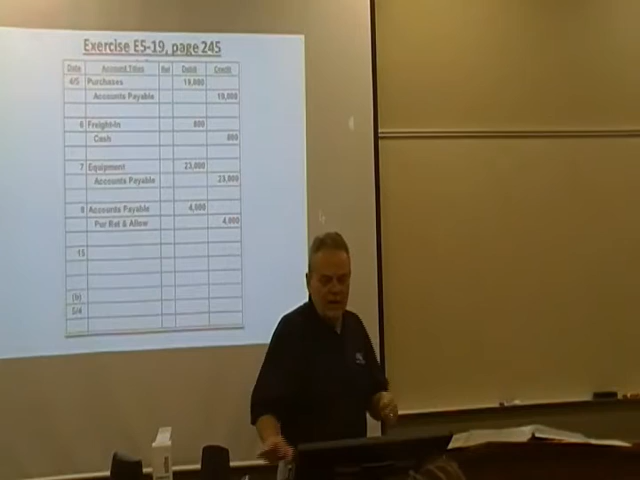 Exercise E5-19, page 245
Date Account Titles Ref Debit Credit
4/5 Purchases 19,000
Accounts Payable 19,000
6 Freight-In 800
Cash 800
7 Equipment 23,000
Accounts Payable 23,000
8 Accounts Payable 4,000
Pur Ret & Allow 4,000
15
(b)
5/4